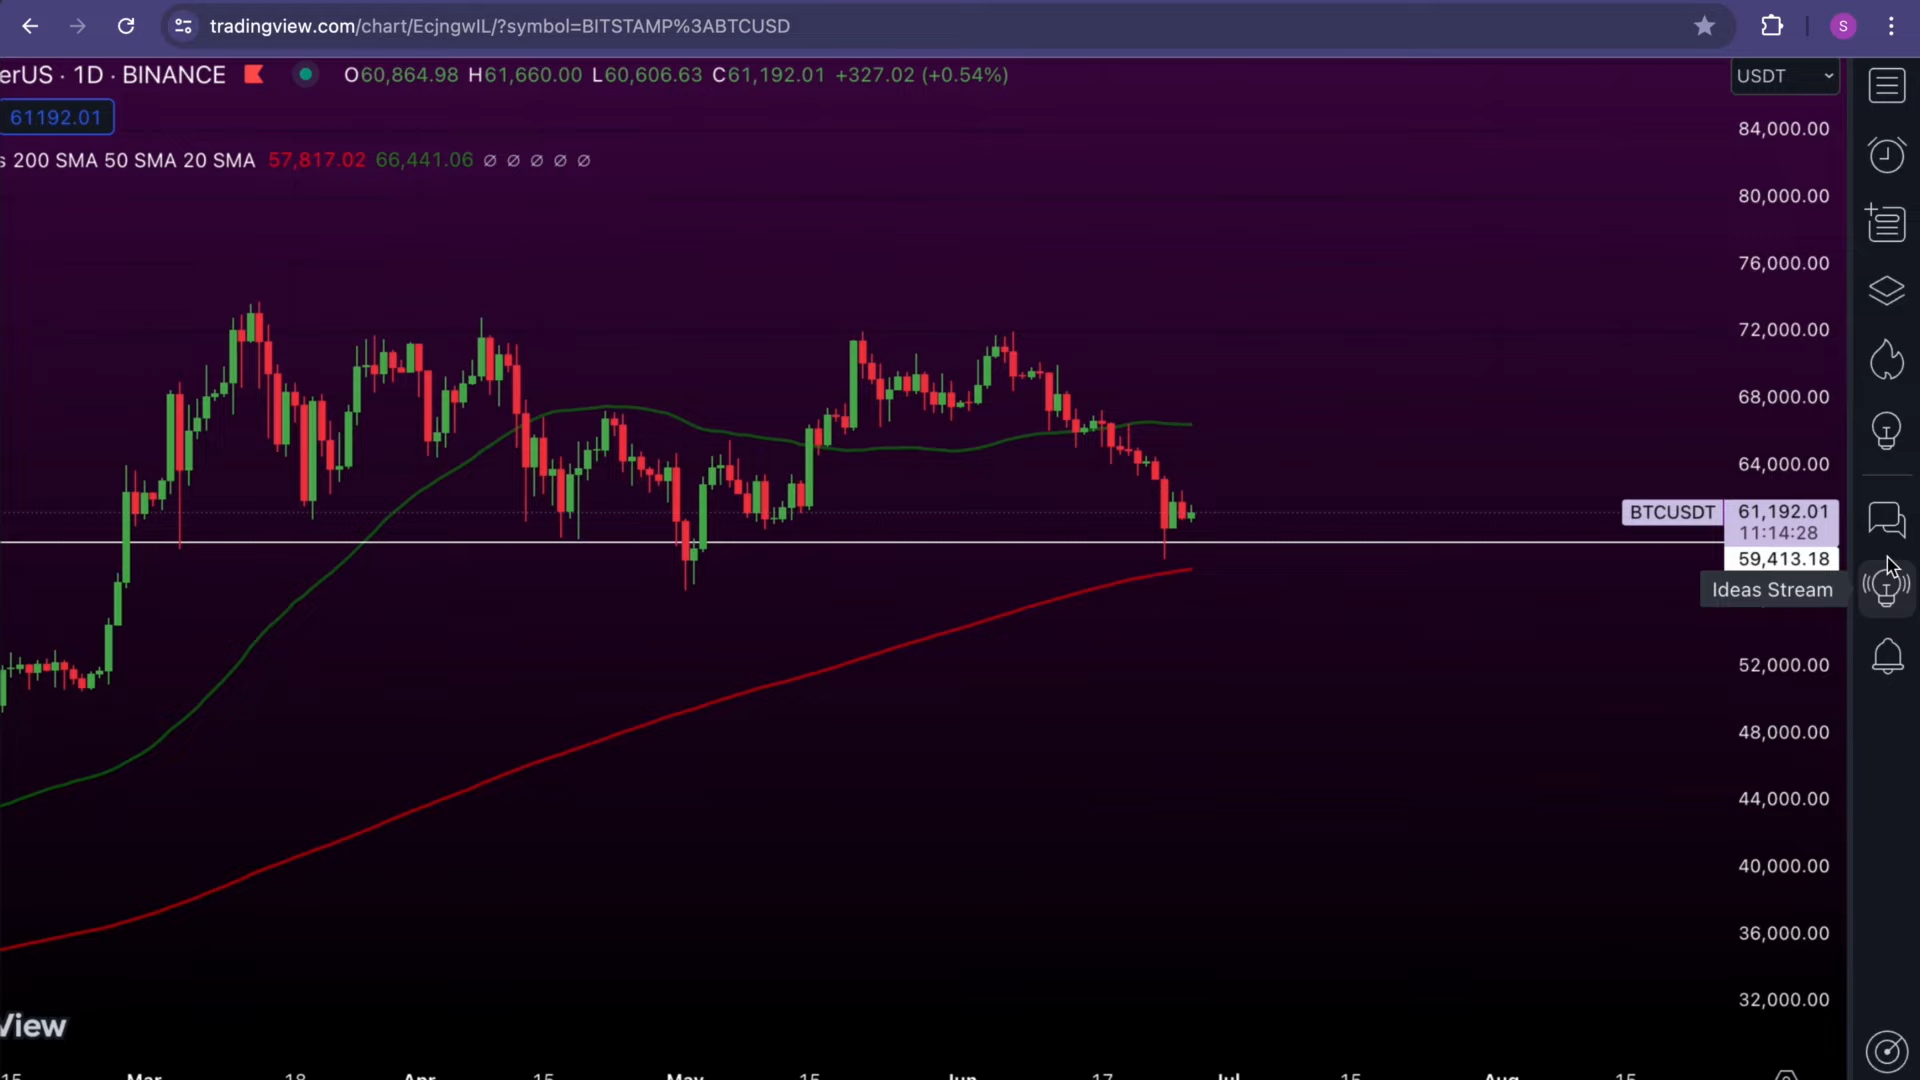 tradingview.com/chart/EcjngwIL/?symbol=BITSTAMP%3ABTCUSD
S
erUS · 1D · BINANCE O60,864.98 H61,660.00 L60,606.63 C61,192.01 +327.02 (+0.54%)
USDT
61192.01
s 200 SMA 50 SMA 20 SMA 57,817.02 66,441.06 ∅ ∅ ∅ ∅ ∅
84,000.00
80,000.00
76,000.00
72,000.00
68,000.00
64,000.00
BTCUSDT 61,192.01
11:14:28
59,413.18
Ideas Stream
52,000.00
48,000.00
44,000.00
40,000.00
36,000.00
32,000.00
View
15 Mar 18 Apr 15 May 15 Jun 17 Jul 15 Aug 15